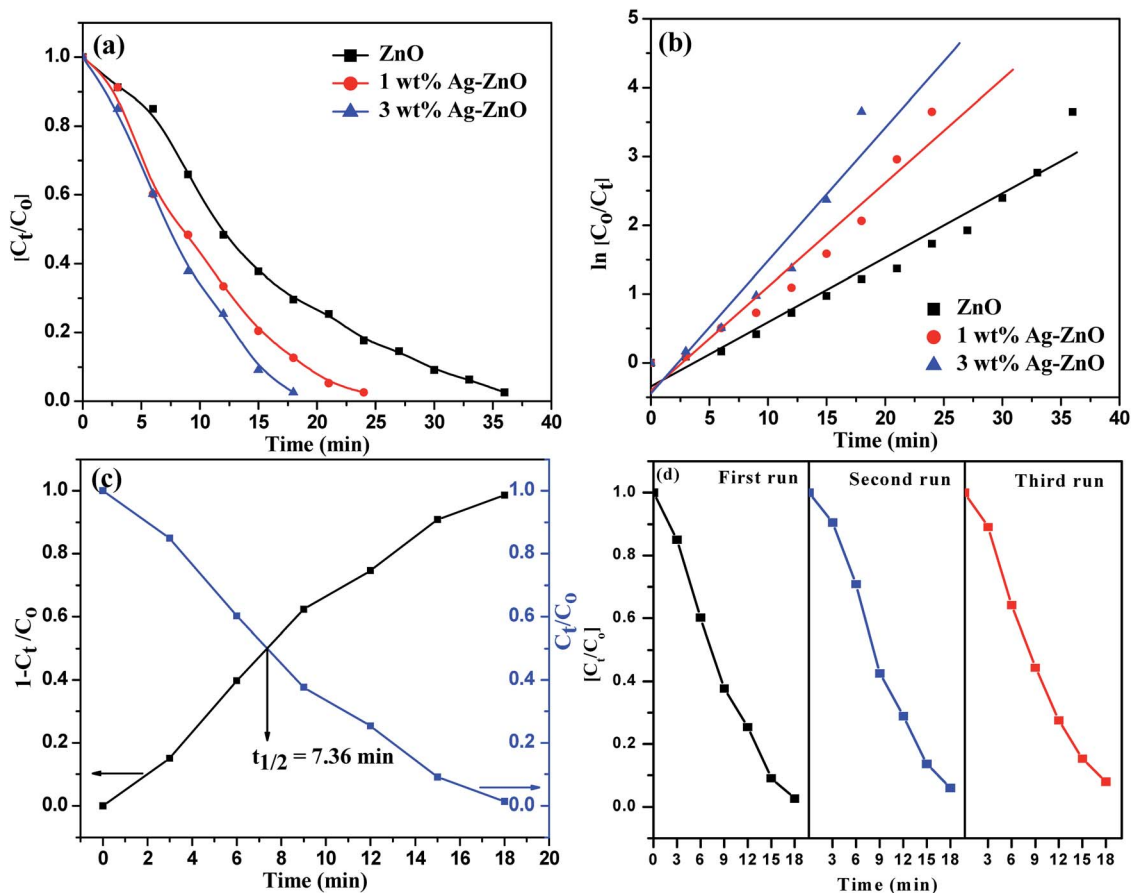 (a)
ZnO
1 wt% Ag-ZnO
3 wt% Ag-ZnO
1.0
0.8
0.6
0.4
0.2
0.0
[Ct/Co]
0 5 10 15 20 25 30 35 40
Time (min)
(b)
5
4
3
2
1
0
ln [Co/Ct]
ZnO
1 wt% Ag-ZnO
3 wt% Ag-ZnO
0 5 10 15 20 25 30 35 40
Time (min)
(c)
1.0
0.8
0.6
0.4
0.2
0.0
1-Ct/Co
t1/2 = 7.36 min
1.0
0.8
0.6
0.4
0.2
0.0
Ct/Co
0 2 4 6 8 10 12 14 16 18 20
Time (min)
(d)
First run
Second run
Third run
1.0
0.8
0.6
0.4
0.2
0.0
[Ct/Co]
0 3 6 9 12 15 18 3 6 9 12 15 18 3 6 9 12 15 18
Time (min)